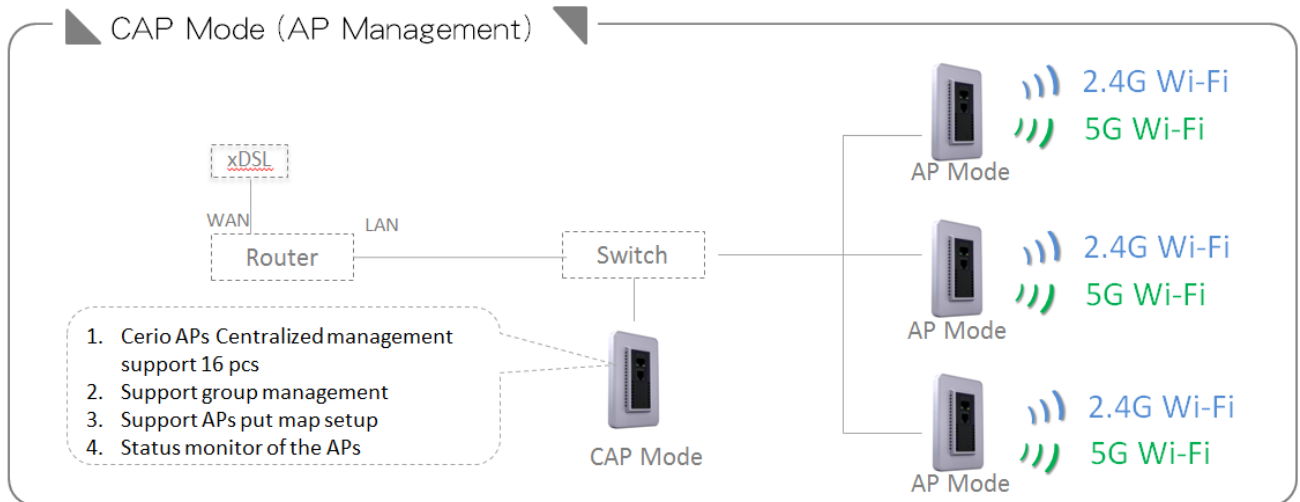 CAP Mode (AP Management)
2.4G Wi-Fi
5G Wi-Fi
AP Mode
xDSL
WAN
LAN
Router
Switch
2.4G Wi-Fi
5G Wi-Fi
AP Mode
1. Cerio APs Centralized management
support 16 pcs
2. Support group management
3. Support APs put map setup
4. Status monitor of the APs
CAP Mode
2.4G Wi-Fi
5G Wi-Fi
AP Mode